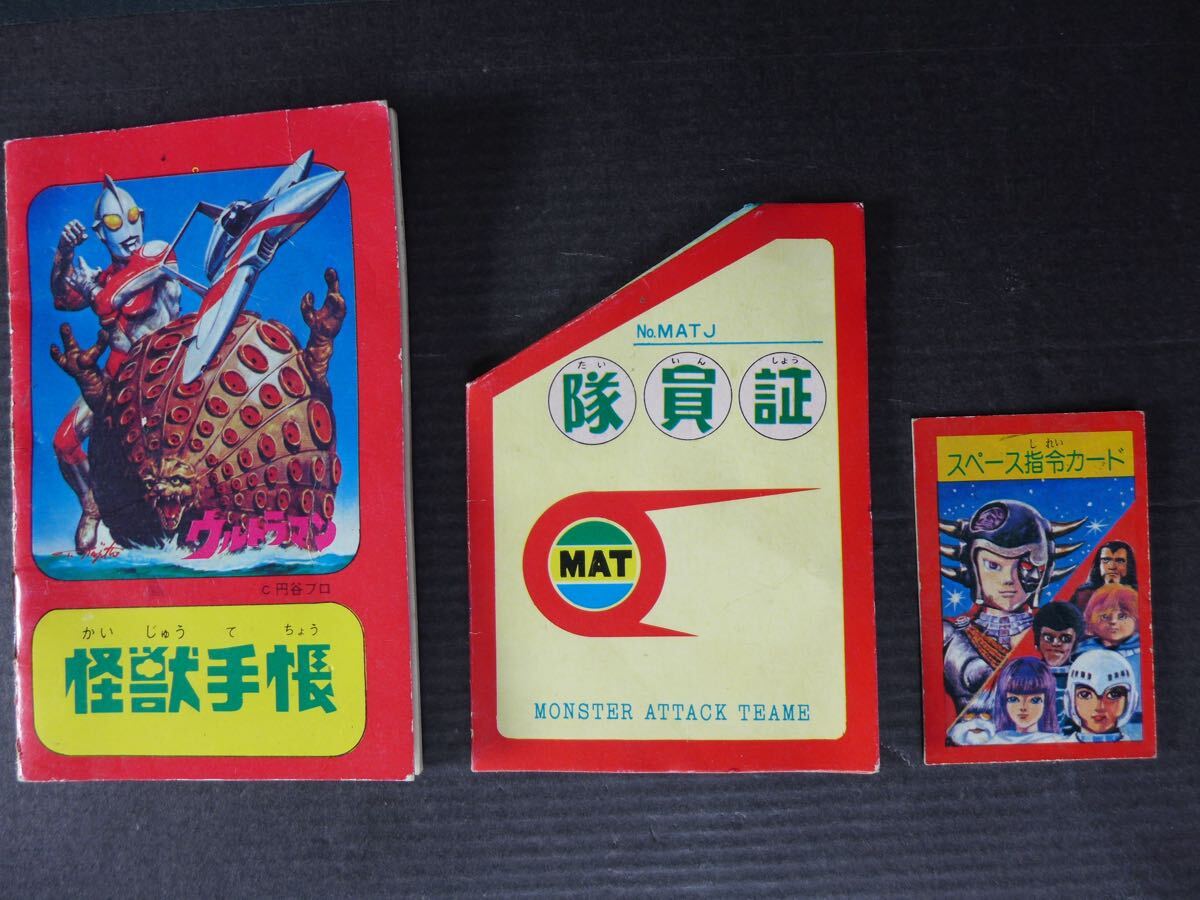 ウルトラマン
C 円谷プロ
かい じゅう て ちょう
怪獣手帳
No.MATJ
たい いん しょう
隊員証
MAT
MONSTER ATTACK TEAME
し れい
スペース指令カード